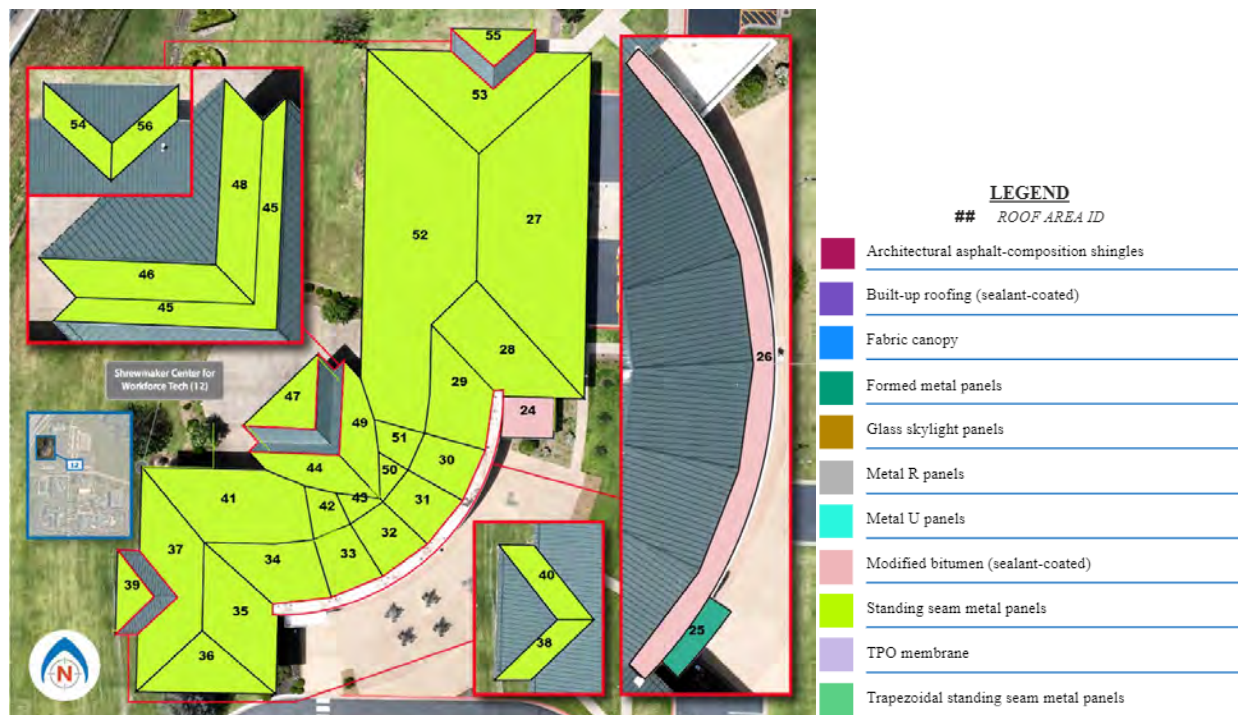 55
53
54
56
48
45
46
45
52
27
26
28
29
Shrewmaker Center for
Workforce Tech (12)
47
24
49
51
30
44
50
31
41
42
43
32
12
37
34
33
40
39
35
38
25
36
N
LEGEND
## ROOF AREA ID
Architectural asphalt-composition shingles
Built-up roofing (sealant-coated)
Fabric canopy
Formed metal panels
Glass skylight panels
Metal R panels
Metal U panels
Modified bitumen (sealant-coated)
Standing seam metal panels
TPO membrane
Trapezoidal standing seam metal panels